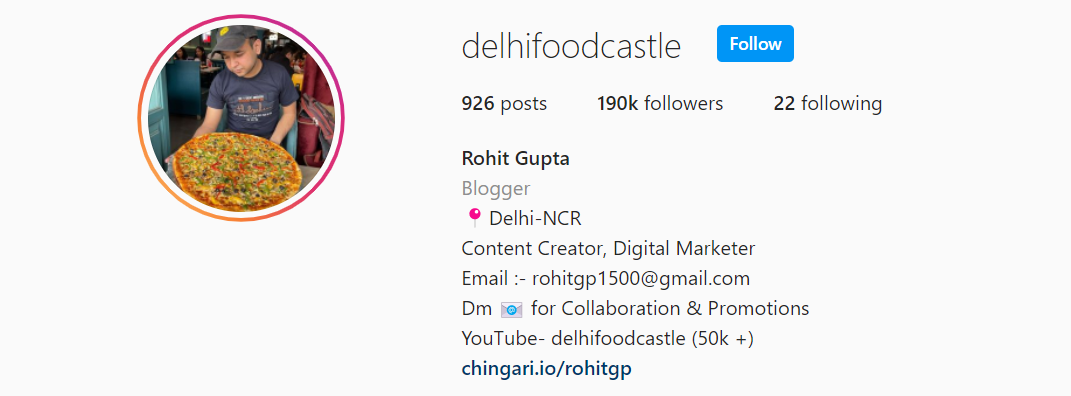 delhifoodcastle Follow
926 posts 190k followers 22 following
Rohit Gupta
Blogger
📍 Delhi-NCR
Content Creator, Digital Marketer
Email :- rohitgp1500@gmail.com
Dm 📧 for Collaboration & Promotions
YouTube- delhifoodcastle (50k +)
chingari.io/rohitgp